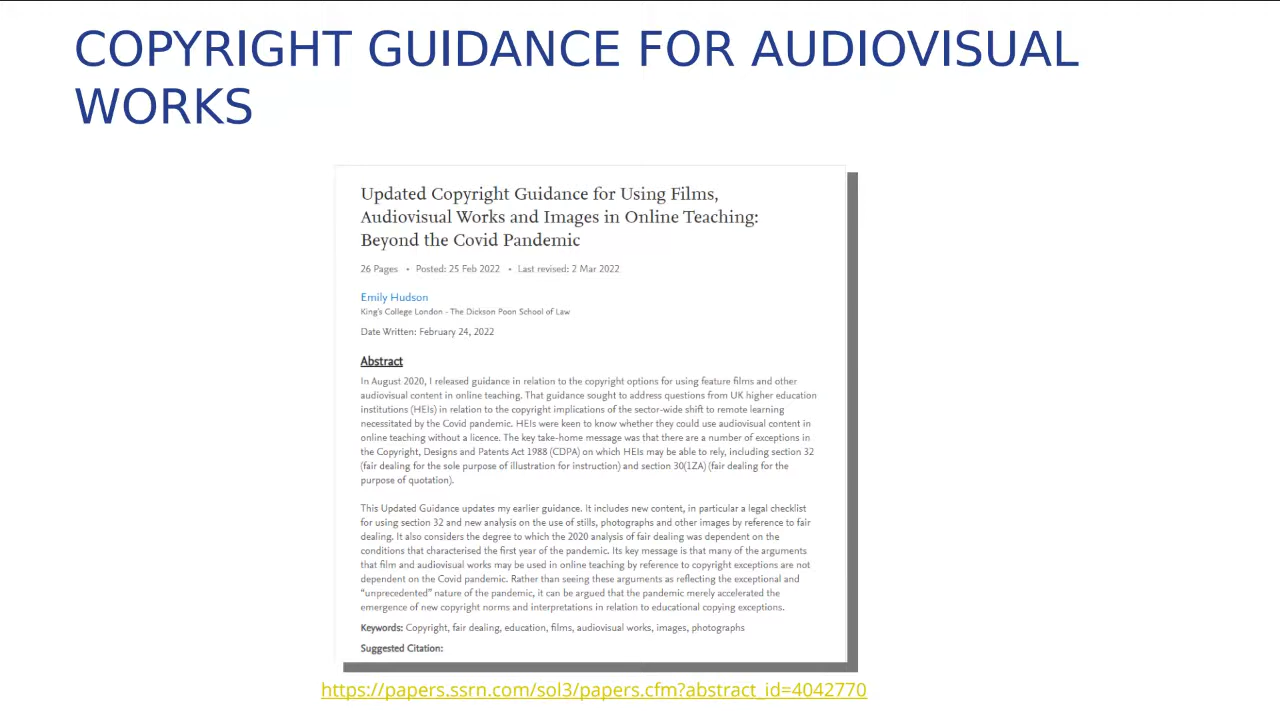 COPYRIGHT GUIDANCE FOR AUDIOVISUAL
WORKS
Updated Copyright Guidance for Using Films,
Audiovisual Works and Images in Online Teaching:
Beyond the Covid Pandemic
26 Pages • Posted: 25 Feb 2022 • Last revised: 2 Mar 2022
Emily Hudson
King's College London - The Dickson Poon School of Law
Date Written: February 24, 2022
Abstract
In August 2020, I released guidance in relation to the copyright options for using feature films and other
audiovisual content in online teaching. That guidance sought to address questions from UK higher education
institutions (HEIs) in relation to the copyright implications of the sector-wide shift to remote learning
necessitated by the Covid pandemic. HEIs were keen to know whether they could use audiovisual content in
online teaching without a licence. The key take-home message was that there are a number of exceptions in
the Copyright, Designs and Patents Act 1988 (CDPA) on which HEIs may be able to rely, including section 32
(fair dealing for the sole purpose of illustration for instruction) and section 30(1ZA) (fair dealing for the
purpose of quotation).
This Updated Guidance updates my earlier guidance. It includes new content, in particular a legal checklist
for using section 32 and new analysis on the use of stills, photographs and other images by reference to fair
dealing. It also considers the degree to which the 2020 analysis of fair dealing was dependent on the
conditions that characterised the first year of the pandemic. Its key message is that many of the arguments
that film and audiovisual works may be used in online teaching by reference to copyright exceptions are not
dependent on the Covid pandemic. Rather than seeing these arguments as reflecting the exceptional and
“unprecedented” nature of the pandemic, it can be argued that the pandemic merely accelerated the
emergence of new copyright norms and interpretations in relation to educational copying exceptions.
Keywords: Copyright, fair dealing, education, films, audiovisual works, images, photographs
Suggested Citation:
https://papers.ssrn.com/sol3/papers.cfm?abstract_id=4042770